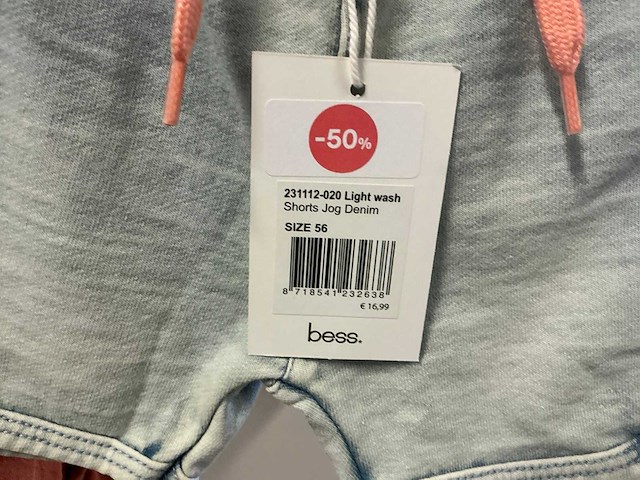 -50%
231112-020 Light wash
Shorts Jog Denim
SIZE 56
8 718541 232638
€ 16,99
bess.